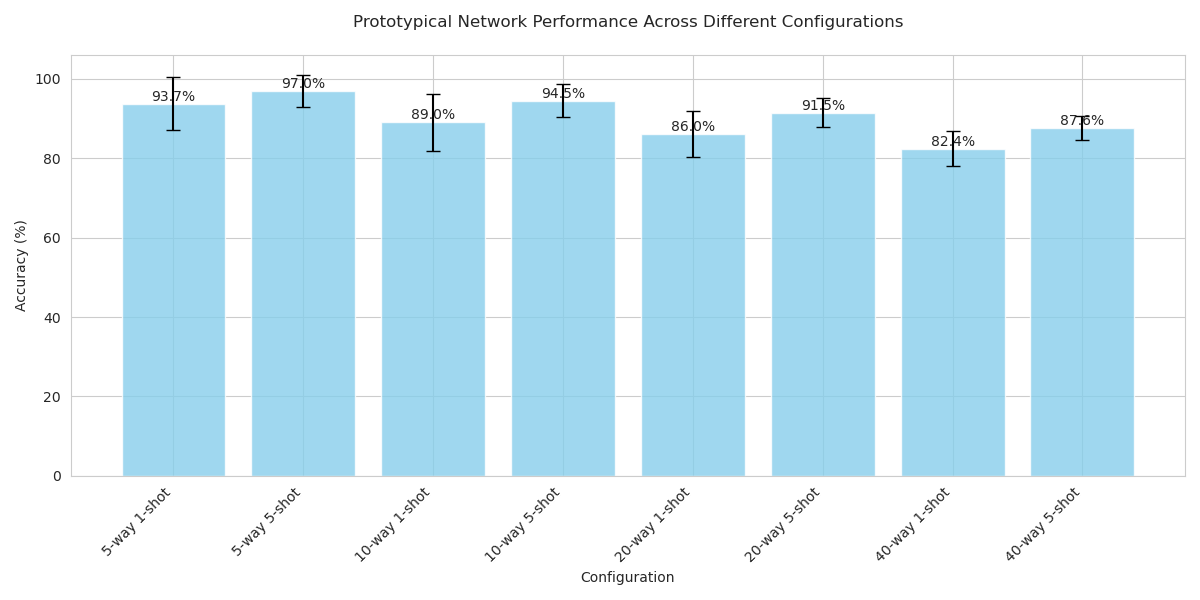 Prototypical Network Performance Across Different Configurations
Accuracy (%)
100
80
60
40
20
0
93.7%
97.0%
89.0%
94.5%
86.0%
91.5%
82.4%
87.6%
5-way 1-shot
5-way 5-shot
10-way 1-shot
10-way 5-shot
20-way 1-shot
20-way 5-shot
40-way 1-shot
40-way 5-shot
Configuration